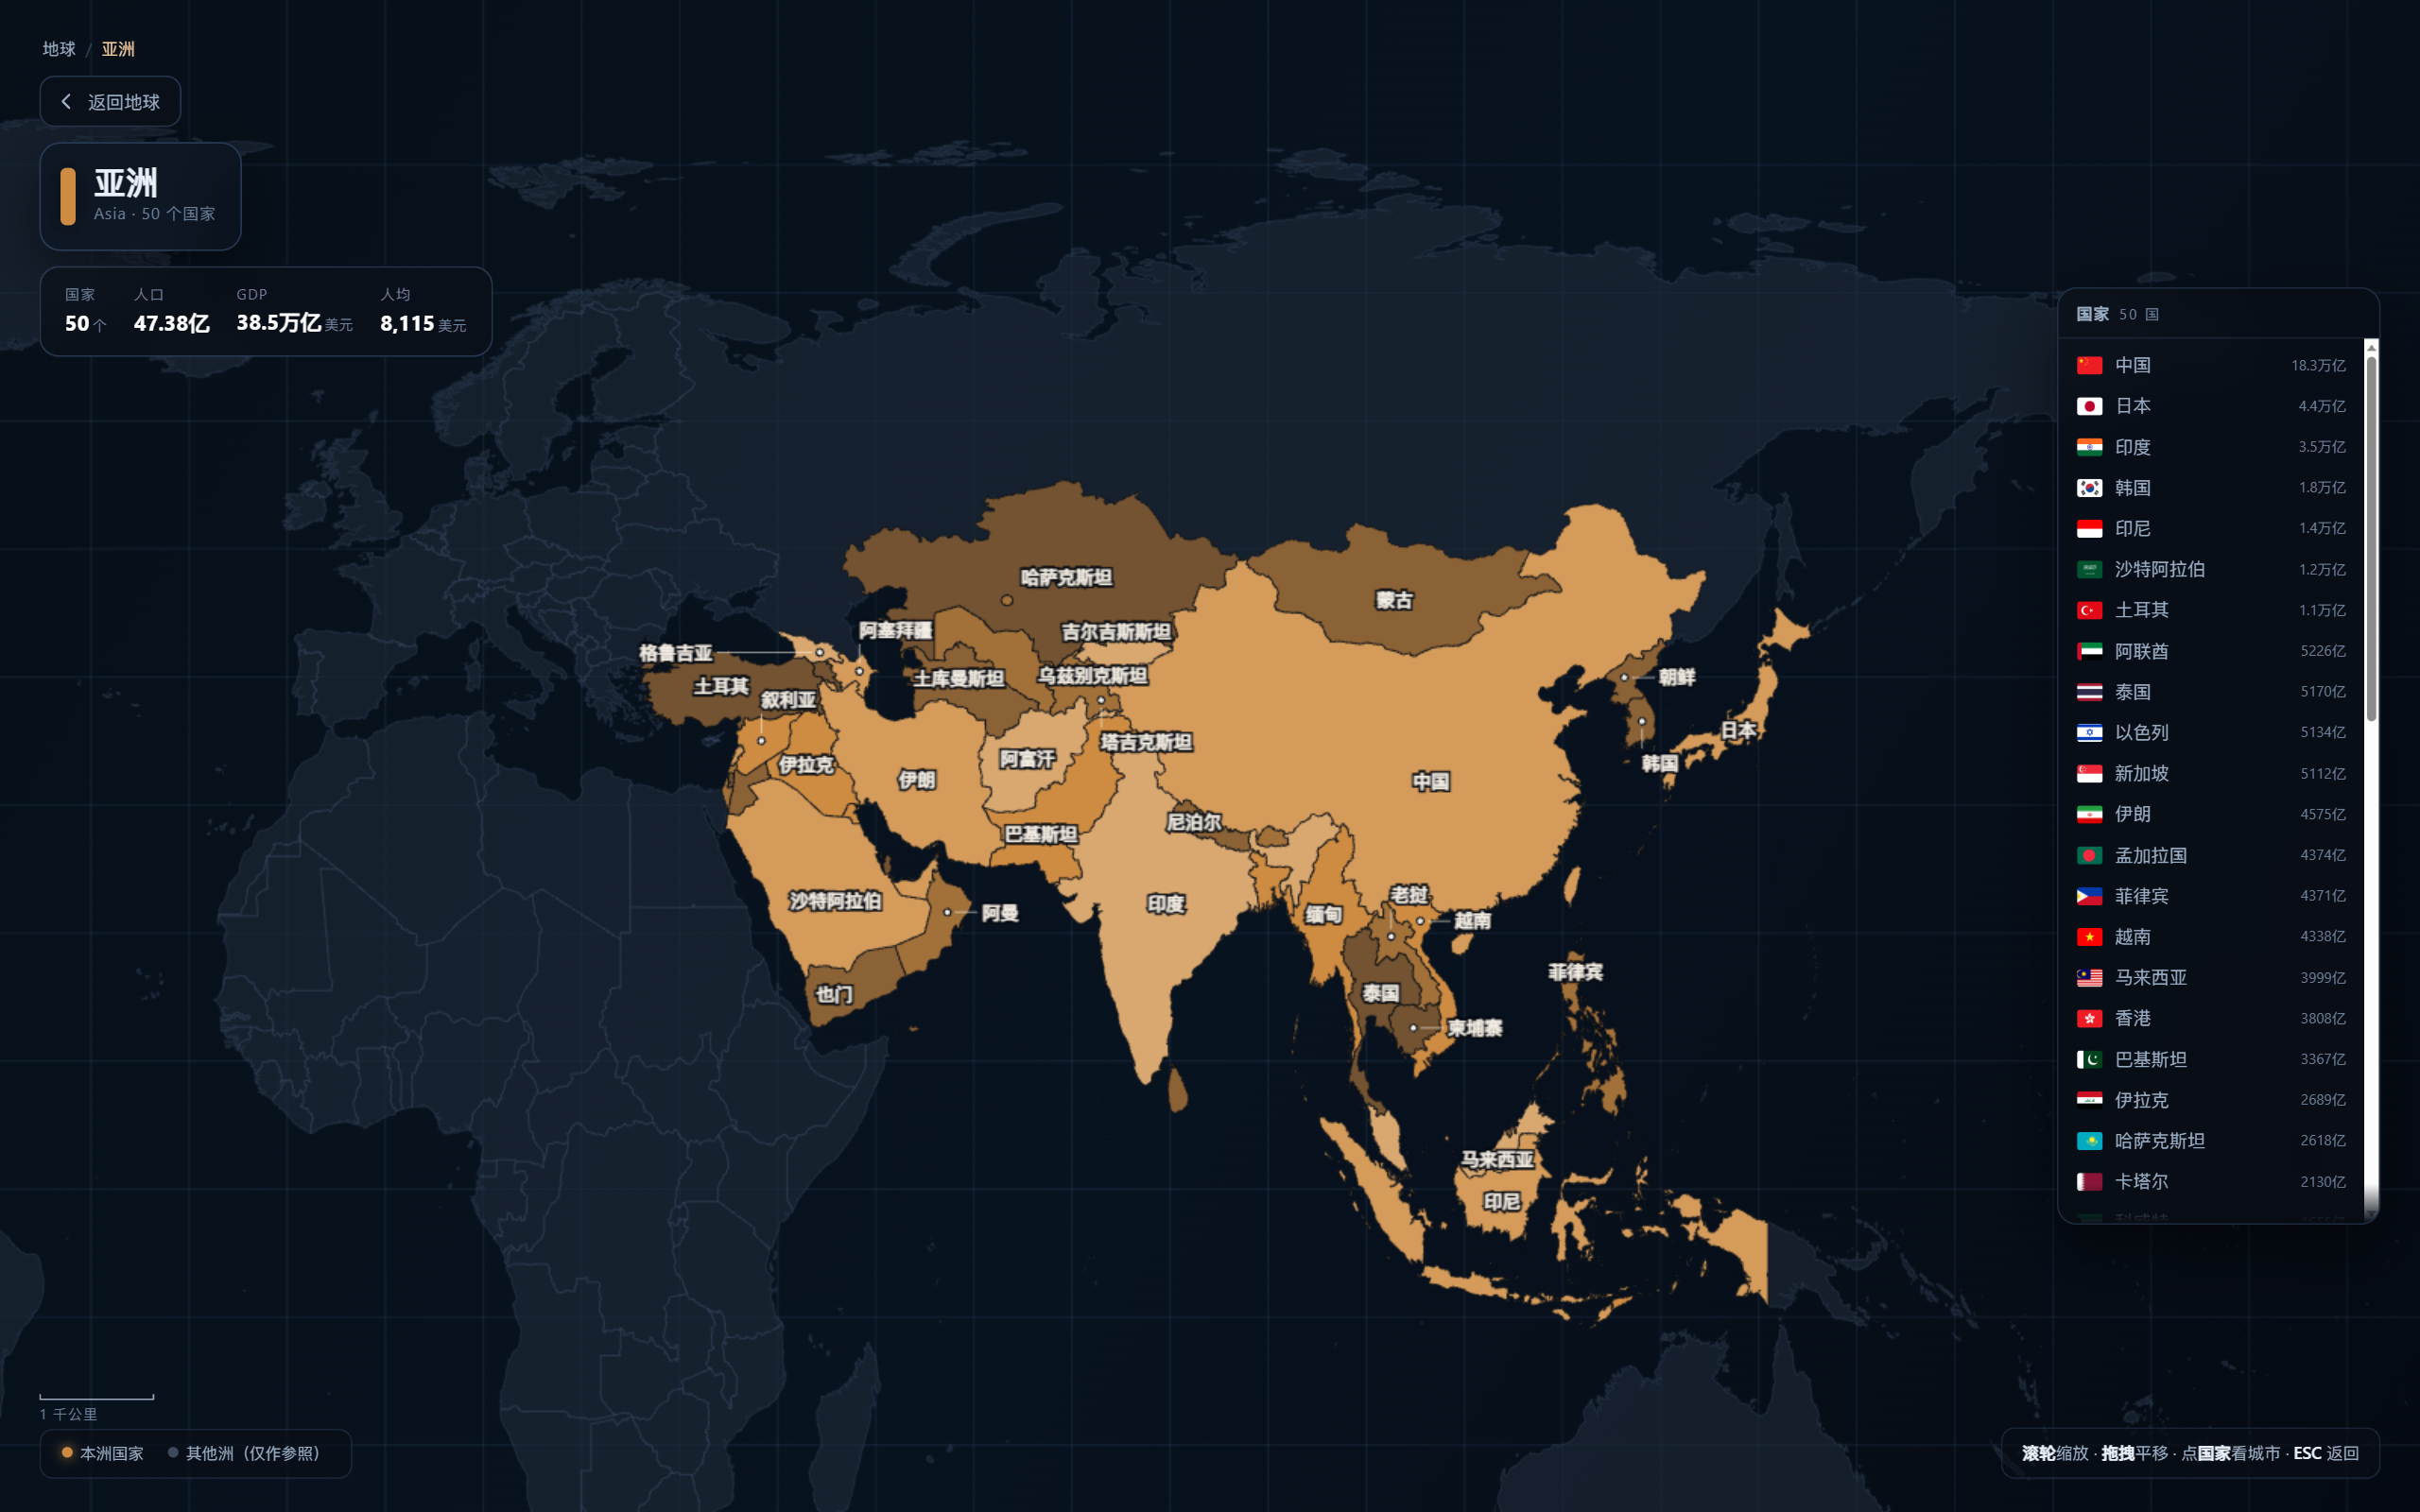 地球 / 亚洲
返回地球
亚洲
Asia · 50 个国家
国家 人口 GDP 人均
50个 47.38亿 38.5万亿美元 8,115美元
国家 50 国
中国 18.3万亿
日本 4.4万亿
印度 3.5万亿
韩国 1.8万亿
印尼 1.4万亿
沙特阿拉伯 1.2万亿
土耳其 1.1万亿
阿联酋 5226亿
泰国 5170亿
以色列 5134亿
新加坡 5112亿
伊朗 4575亿
孟加拉国 4374亿
菲律宾 4371亿
越南 4338亿
马来西亚 3999亿
香港 3808亿
巴基斯坦 3367亿
伊拉克 2689亿
哈萨克斯坦 2618亿
卡塔尔 2130亿
哈萨克斯坦
蒙古
阿塞拜疆
吉尔吉斯斯坦
格鲁吉亚
土库曼斯坦
乌兹别克斯坦
朝鲜
土耳其
叙利亚
日本
塔吉克斯坦
阿富汗
伊拉克
韩国
伊朗
中国
尼泊尔
巴基斯坦
老挝
沙特阿拉伯
印度
阿曼
缅甸
越南
菲律宾
也门
泰国
柬埔寨
马来西亚
印尼
1 千公里
本洲国家 其他洲（仅作参照）
滚轮缩放 · 拖拽平移 · 点国家看城市 · ESC 返回